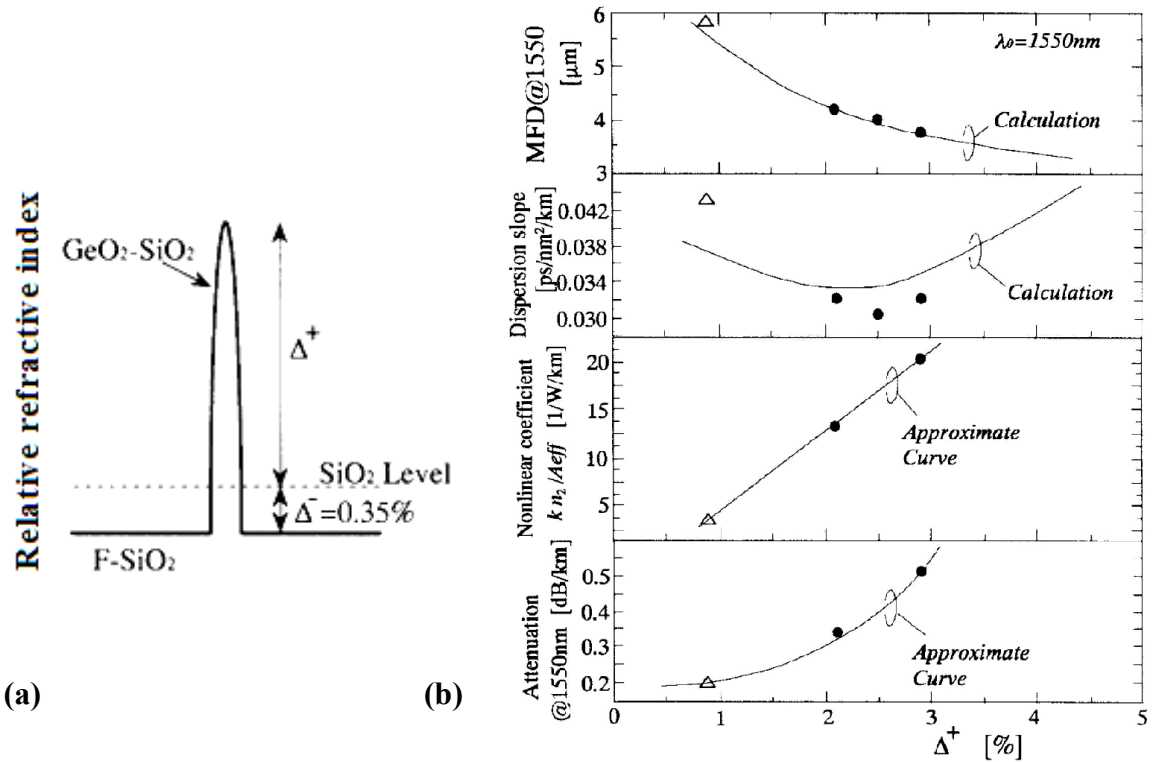 Relative refractive index
GeO₂-SiO₂
Δ⁺
SiO₂ Level
Δ⁻=0.35%
F-SiO₂
(a)
(b)
MFD@1550
[μm]
6
5
4
3
λ₀=1550nm
Calculation
Dispersion slope
[ps/nm²/km]
0.042
0.038
0.034
0.030
Calculation
Nonlinear coefficient
k n₂/Aeff [1/W/km]
20
15
10
5
Approximate
Curve
Attenuation
@1550nm [dB/km]
0.5
0.4
0.3
0.2
Approximate
Curve
0 1 2 3 4 5
Δ⁺ [%]